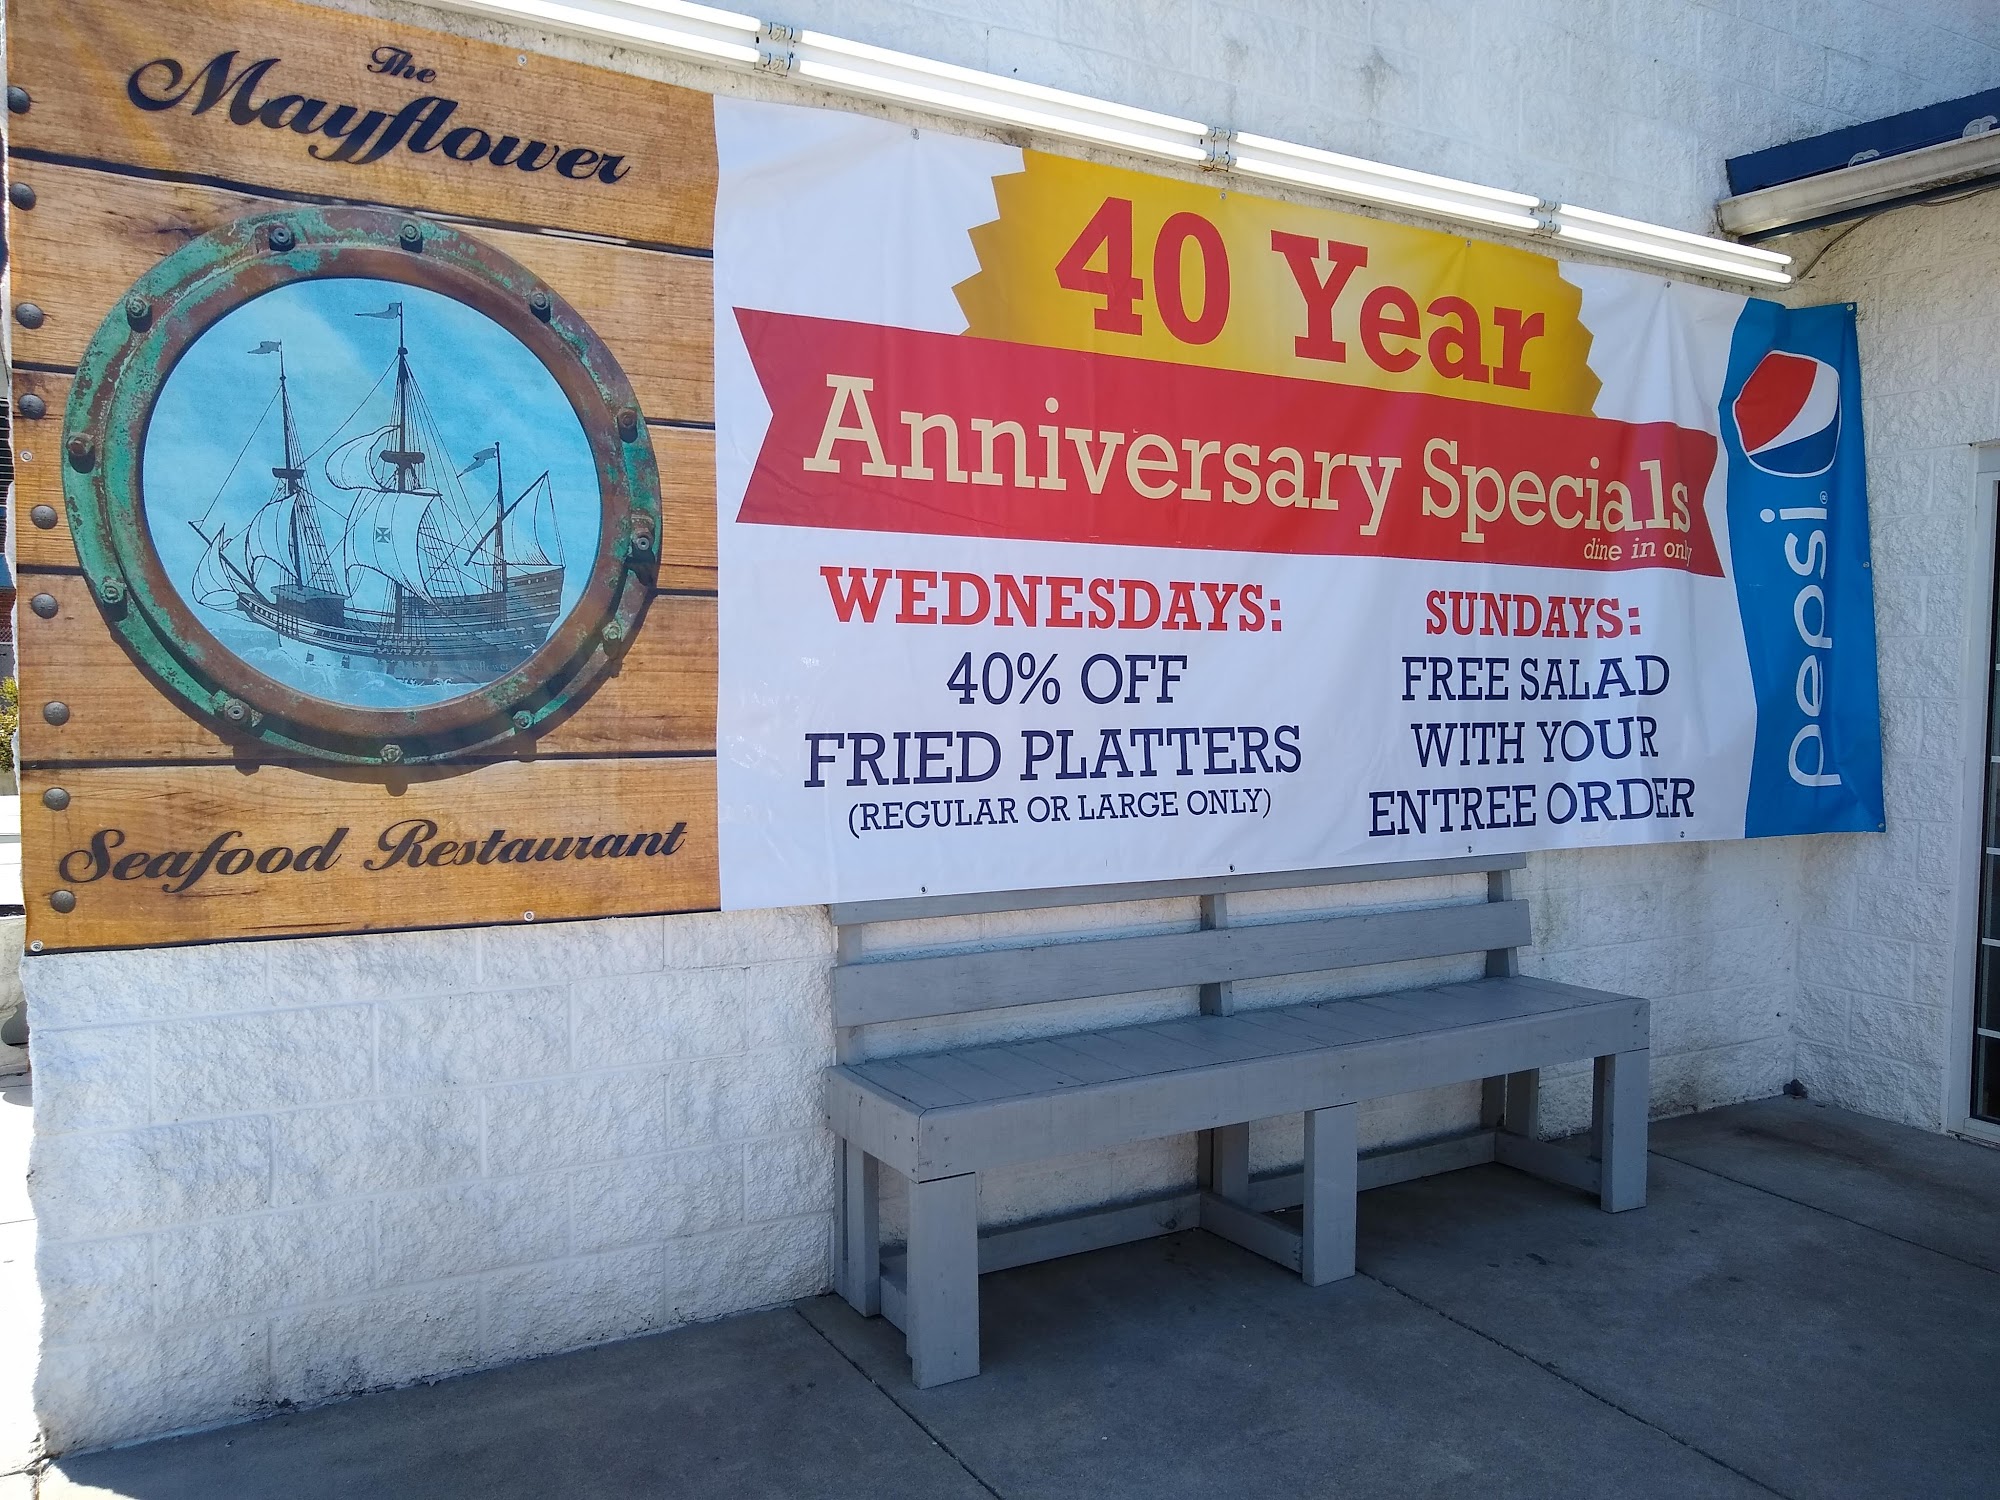 The
Mayflower
Seafood Restaurant
40 Year
Anniversary Specials
dine in only
WEDNESDAYS:
40% OFF
FRIED PLATTERS
(REGULAR OR LARGE ONLY)
SUNDAYS:
FREE SALAD
WITH YOUR
ENTREE ORDER
pepsi®